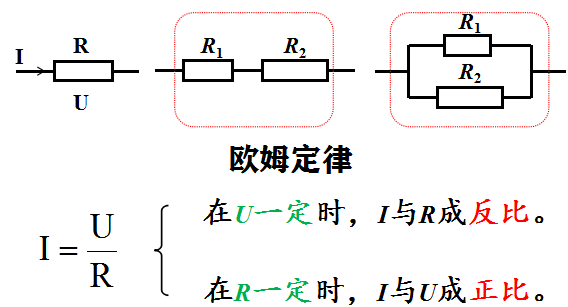 I R R₁ R₂ R₁
U R₂
欧姆定律
I = U/R
在U一定时，I与R成反比。
在R一定时，I与U成正比。